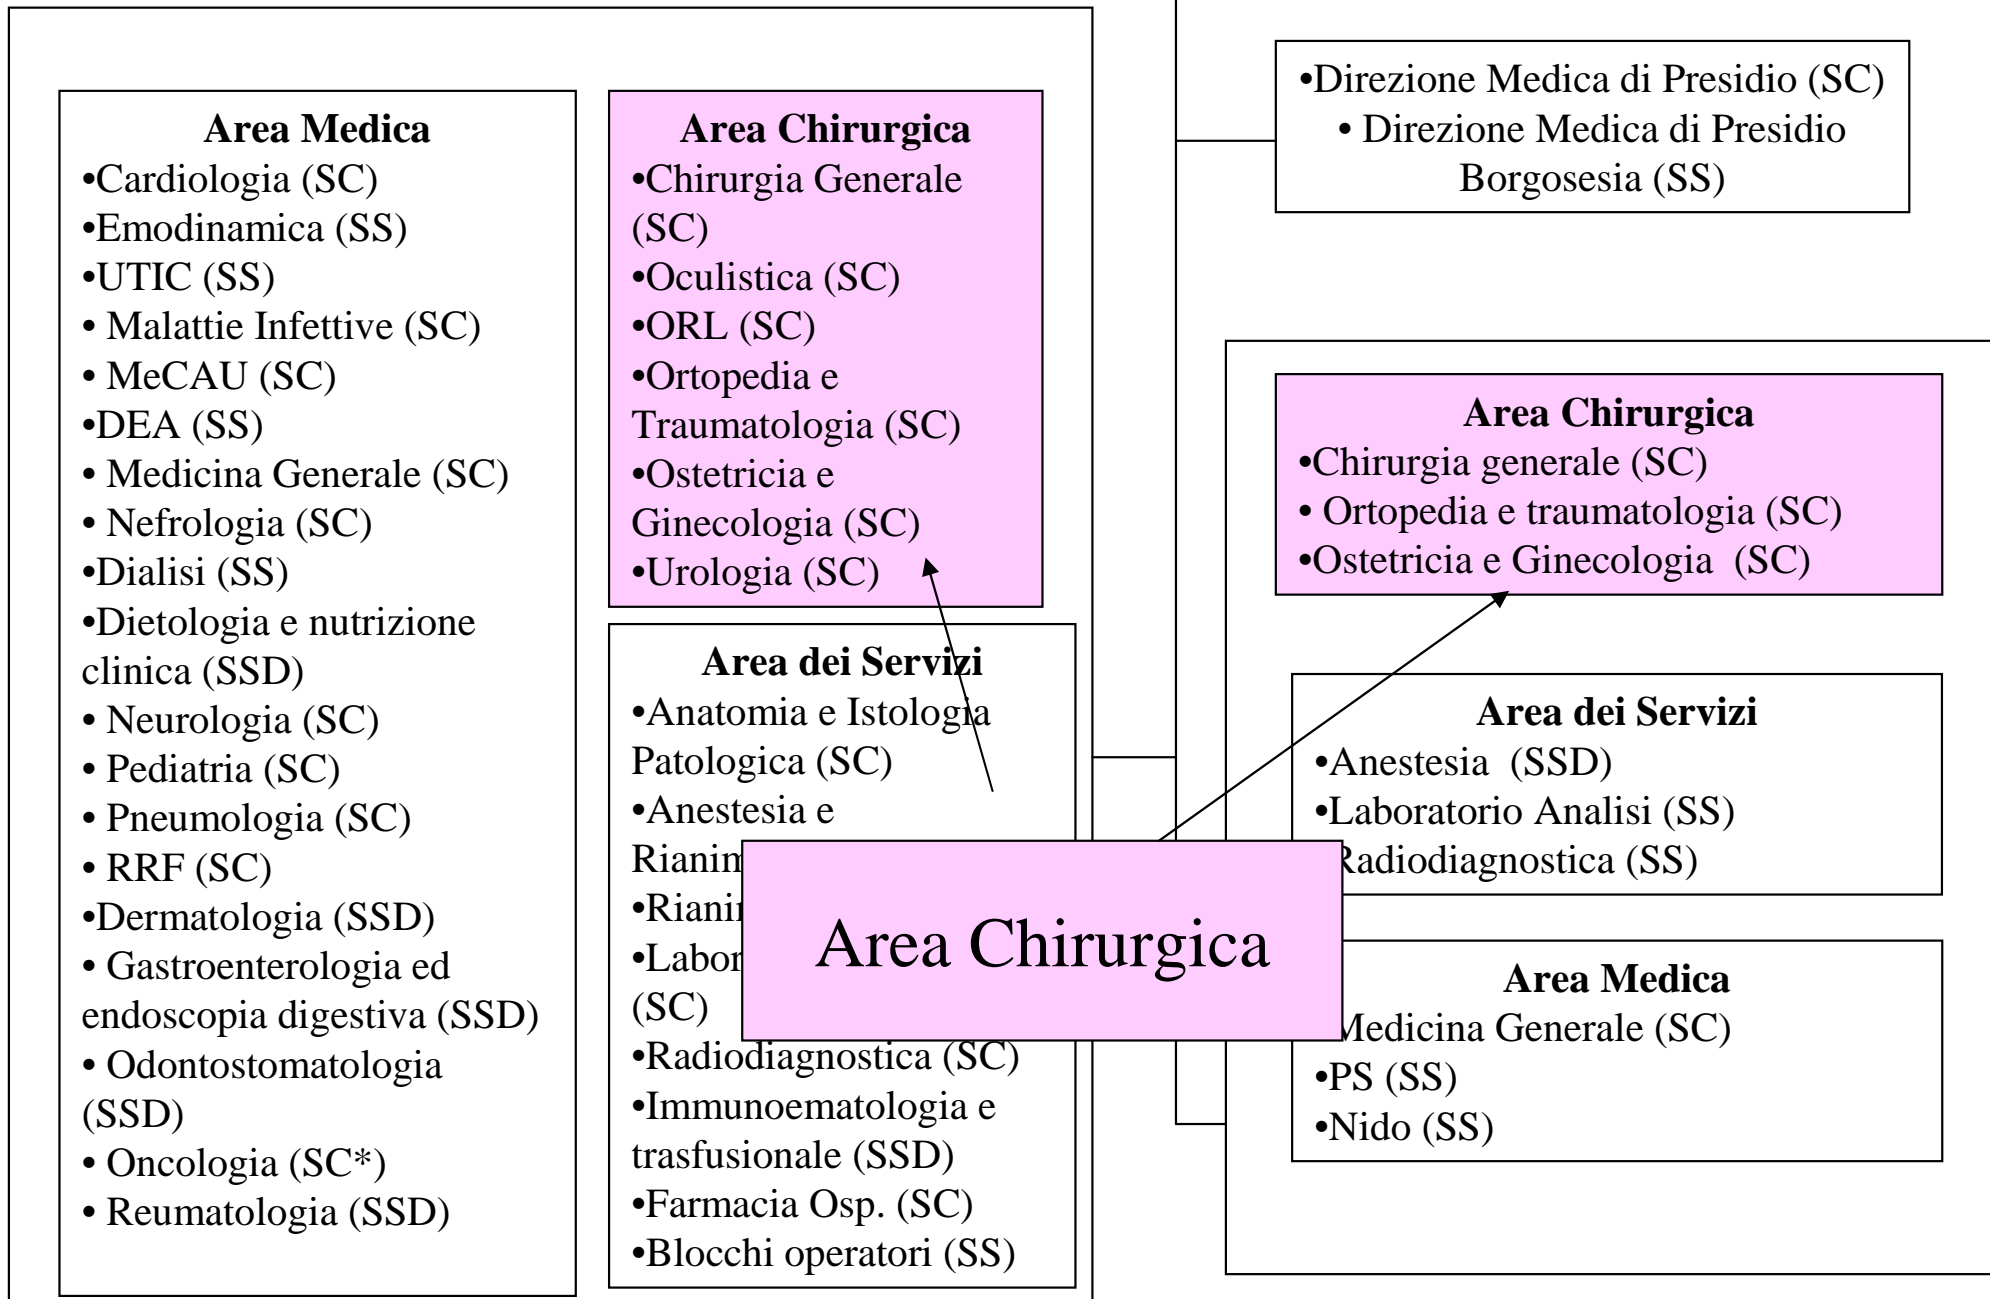 Area Medica
•Cardiologia (SC)
•Emodinamica (SS)
•UTIC (SS)
• Malattie Infettive (SC)
• MeCAU (SC)
•DEA (SS)
• Medicina Generale (SC)
• Nefrologia (SC)
•Dialisi (SS)
•Dietologia e nutrizione
clinica (SSD)
• Neurologia (SC)
• Pediatria (SC)
• Pneumologia (SC)
• RRF (SC)
•Dermatologia (SSD)
• Gastroenterologia ed
endoscopia digestiva (SSD)
• Odontostomatologia
(SSD)
• Oncologia (SC*)
• Reumatologia (SSD)
Area Chirurgica
•Chirurgia Generale
(SC)
•Oculistica (SC)
•ORL (SC)
•Ortopedia e
Traumatologia (SC)
•Ostetricia e
Ginecologia (SC)
•Urologia (SC)
Area dei Servizi
•Anatomia e Istologia
Patologica (SC)
•Anestesia e
(SC)
•Radiodiagnostica (SC)
•Immunoematologia e
trasfusionale (SSD)
•Farmacia Osp. (SC)
•Blocchi operatori (SS)
Area Chirurgica
•Direzione Medica di Presidio (SC)
• Direzione Medica di Presidio
Borgosesia (SS)
Area Chirurgica
•Chirurgia generale (SC)
• Ortopedia e traumatologia (SC)
•Ostetricia e Ginecologia (SC)
Area dei Servizi
•Anestesia (SSD)
•Laboratorio Analisi (SS)
Radiodiagnostica (SS)
Area Medica
Medicina Generale (SC)
•PS (SS)
•Nido (SS)